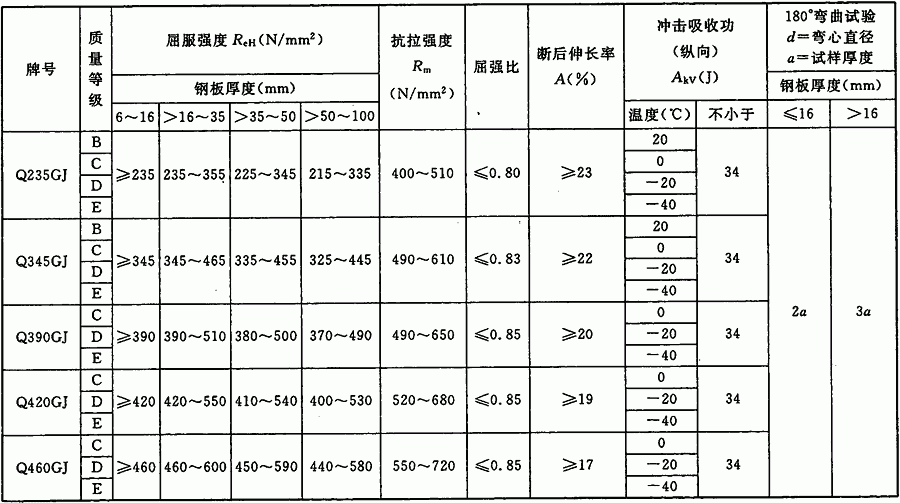 牌号 质量等级 屈服强度 ReH(N/mm²) 抗拉强度 Rm (N/mm²) 屈强比 断后伸长率 A(%) 冲击吸收功 (纵向) Akv(J) 180°弯曲试验 d=弯心直径 a=试样厚度
钢板厚度(mm) 钢板厚度(mm)
6~16 >16~35 >35~50 >50~100 温度(℃) 不小于 ≤16 >16
Q235GJ B ≥235 235~355 225~345 215~335 400~510 ≤0.80 ≥23 20 34 2a 3a
C 0
D -20
E -40
Q345GJ B ≥345 345~465 335~455 325~445 490~610 ≤0.83 ≥22 20 34
C 0
D -20
E -40
Q390GJ C ≥390 390~510 380~500 370~490 490~650 ≤0.85 ≥20 0 34
D -20
E -40
Q420GJ C ≥420 420~550 410~540 400~530 520~680 ≤0.85 ≥19 0 34
D -20
E -40
Q460GJ C ≥460 460~600 450~590 440~580 550~720 ≤0.85 ≥17 0 34
D -20
E -40